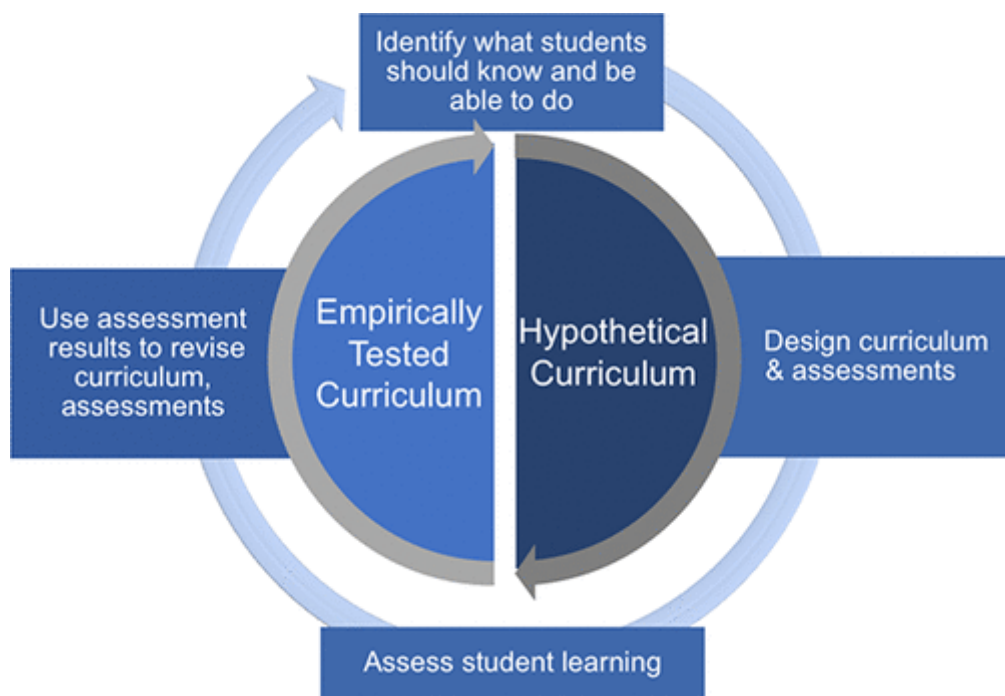 Identify what students
should know and be
able to do
Empirically
Tested
Curriculum
Hypothetical
Curriculum
Use assessment
results to revise
curriculum,
assessments
Design curriculum
& assessments
Assess student learning